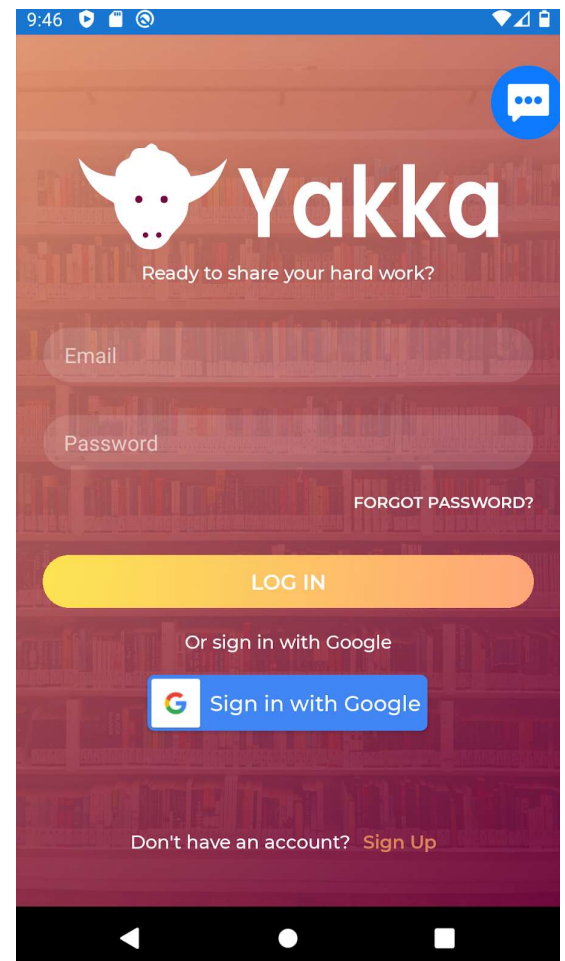 9:46
Yakka
Ready to share your hard work?
Email
Password
FORGOT PASSWORD?
LOG IN
Or sign in with Google
G Sign in with Google
Don't have an account? Sign Up